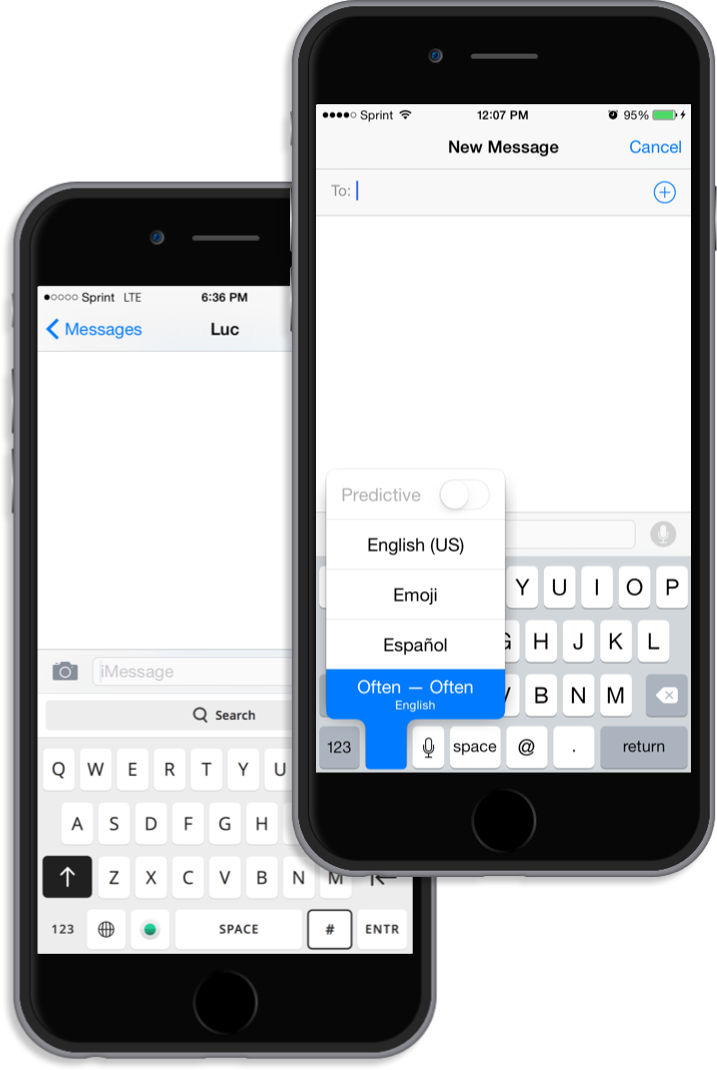 Sprint 12:07 PM 95%
New Message Cancel
To:
Predictive
English (US)
Emoji
Español
Often — Often
English
Y U I O P
G H J K L
V B N M
123 space @ . return
Sprint LTE 6:36 PM
Messages Luc
iMessage
Search
Q W E R T Y U
A S D F G H
Z X C V B N M
123 SPACE # ENTR